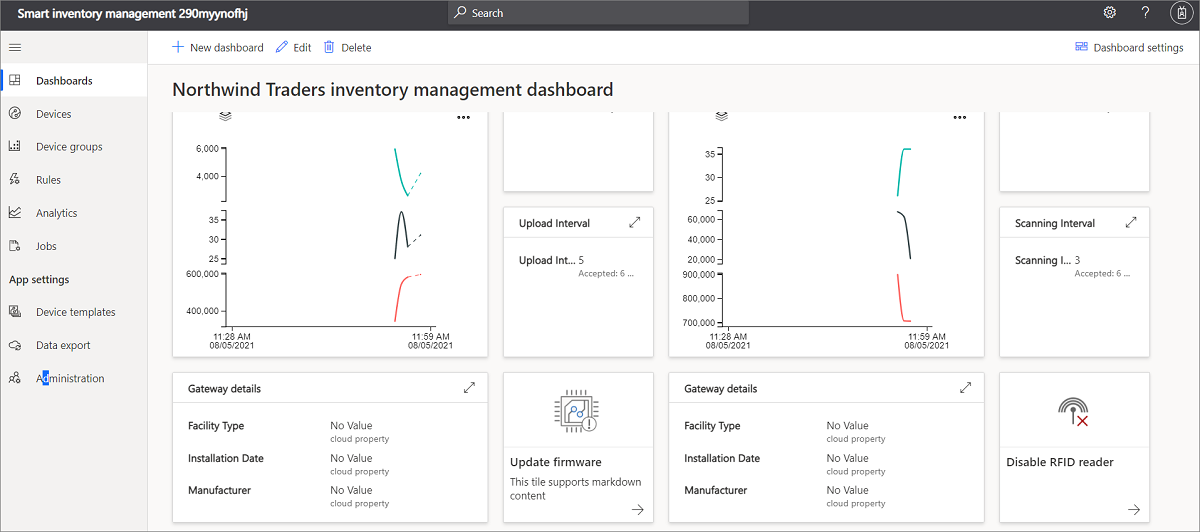 Smart inventory management 290myynofhj
Search
?
Dashboards
Devices
Device groups
Rules
Analytics
Jobs
App settings
Device templates
Data export
Administration
New dashboard
Edit
Delete
Dashboard settings
Northwind Traders inventory management dashboard
6,000
4,000
35
30
25
600,000
400,000
11:28 AM
08/05/2021
11:59 AM
08/05/2021
Upload Interval
Upload Int... 5
Accepted: 6 ...
35
30
25
60,000
40,000
20,000
900,000
800,000
700,000
11:28 AM
08/05/2021
11:59 AM
08/05/2021
Scanning Interval
Scanning I... 3
Accepted: 6 ...
Gateway details
Facility Type No Value
cloud property
Installation Date No Value
cloud property
Manufacturer No Value
cloud property
Update firmware
This tile supports markdown
content
Gateway details
Facility Type No Value
cloud property
Installation Date No Value
cloud property
Manufacturer No Value
cloud property
Disable RFID reader